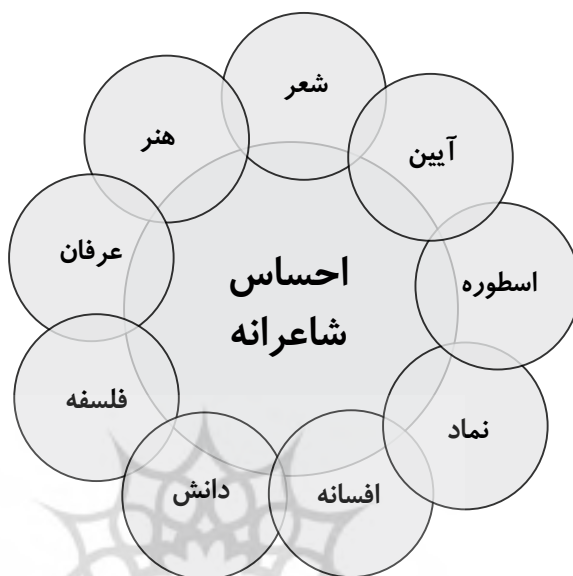 شعر
آیین
اسطوره
نماد
افسانه
دانش
فلسفه
عرفان
هنر
احساس
شاعرانه